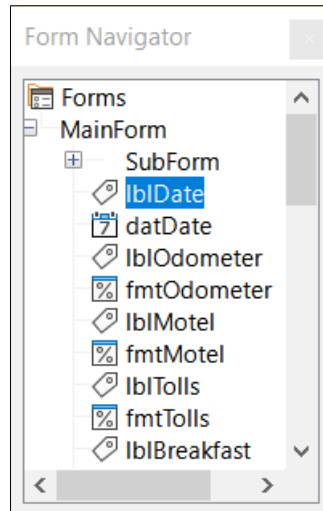 Form Navigator
Forms
MainForm
SubForm
lblDate
datDate
lblOdometer
fmtOdometer
lblMotel
fmtMotel
lblTolls
fmtTolls
lblBreakfast